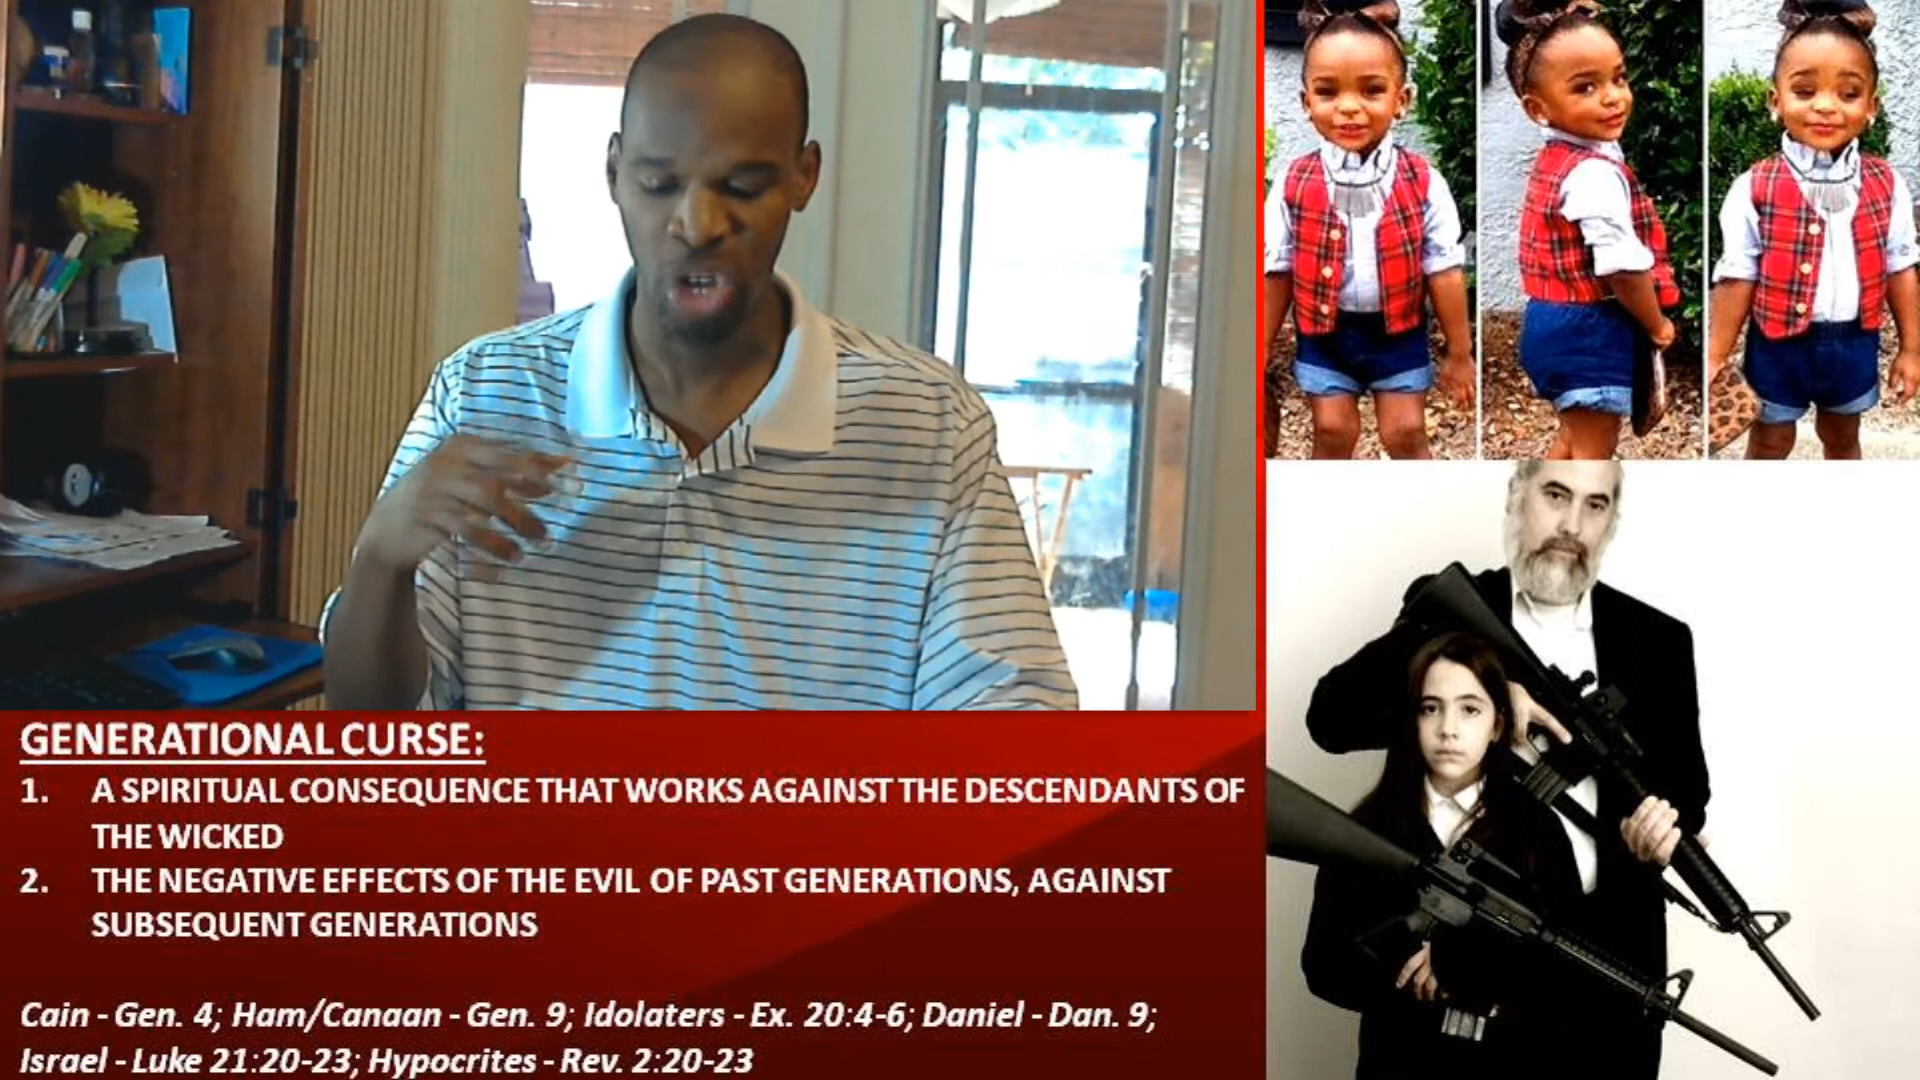 GENERATIONAL CURSE:
1. A SPIRITUAL CONSEQUENCE THAT WORKS AGAINST THE DESCENDANTS OF
THE WICKED
2. THE NEGATIVE EFFECTS OF THE EVIL OF PAST GENERATIONS, AGAINST
SUBSEQUENT GENERATIONS
Cain - Gen. 4; Ham/Canaan - Gen. 9; Idolaters - Ex. 20:4-6; Daniel - Dan. 9;
Israel - Luke 21:20-23; Hypocrites - Rev. 2:20-23